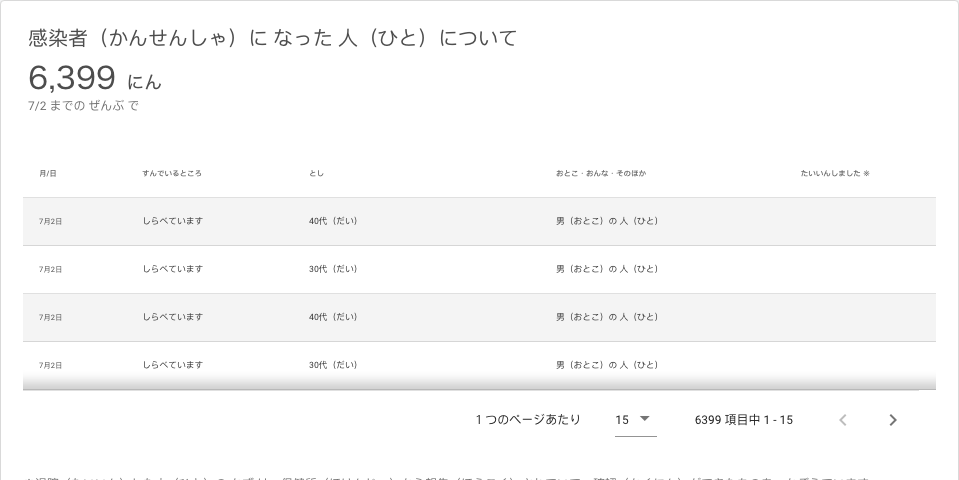 感染者（かんせんしゃ）に なった 人（ひと）について
6,399 にん
7/2 までの ぜんぶ で
月/日 すんでいるところ とし おとこ・おんな・そのほか たいいんしました ※
7月2日 しらべています 40代（だい） 男（おとこ）の 人（ひと）
7月2日 しらべています 30代（だい） 男（おとこ）の 人（ひと）
7月2日 しらべています 40代（だい） 男（おとこ）の 人（ひと）
7月2日 しらべています 30代（だい） 男（おとこ）の 人（ひと）
1 つのページあたり 15 6399 項目中 1 - 15